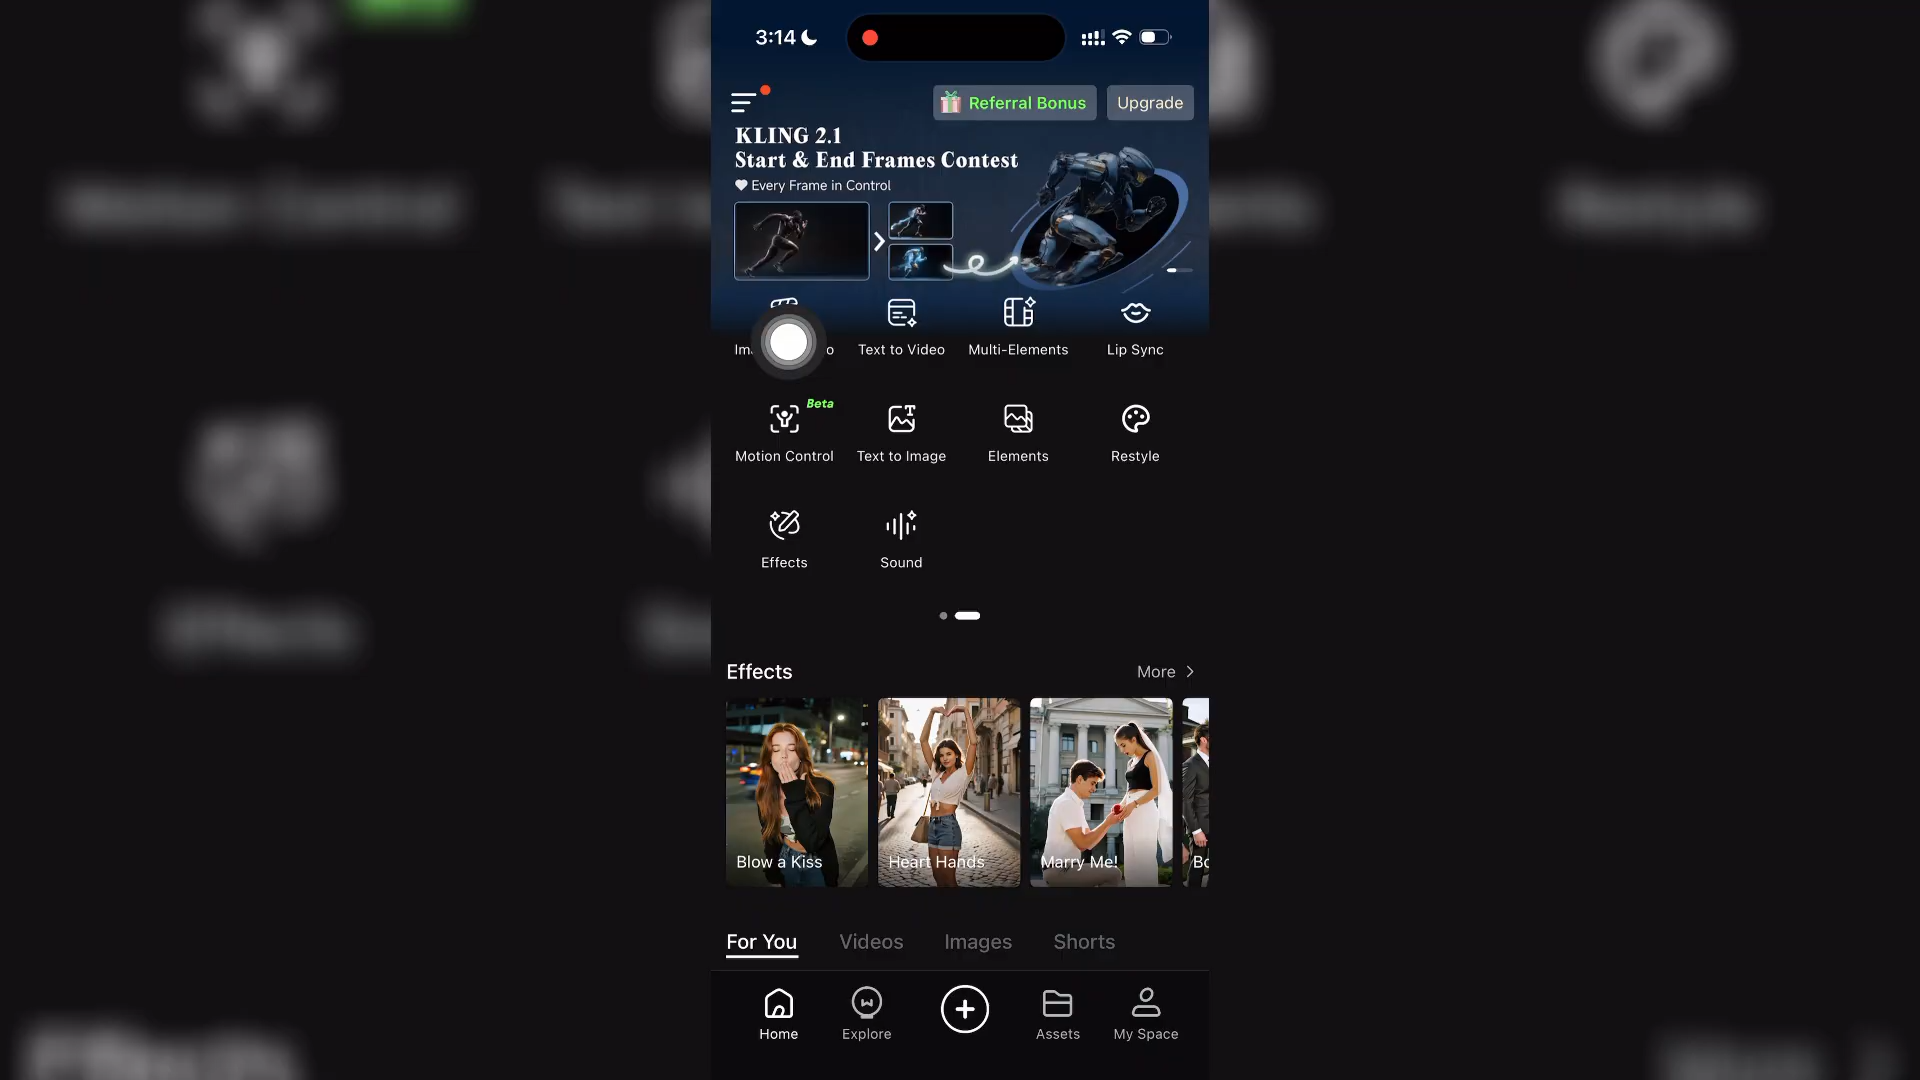 3:14
Referral Bonus
Upgrade
KLING 2.1
Start & End Frames Contest
Every Frame in Control
Text to Video
Multi-Elements
Lip Sync
Beta
Motion Control
Text to Image
Elements
Restyle
Effects
Sound
Effects
More
Blow a Kiss
Heart Hands
Marry Me!
For You
Videos
Images
Shorts
Home
Explore
Assets
My Space